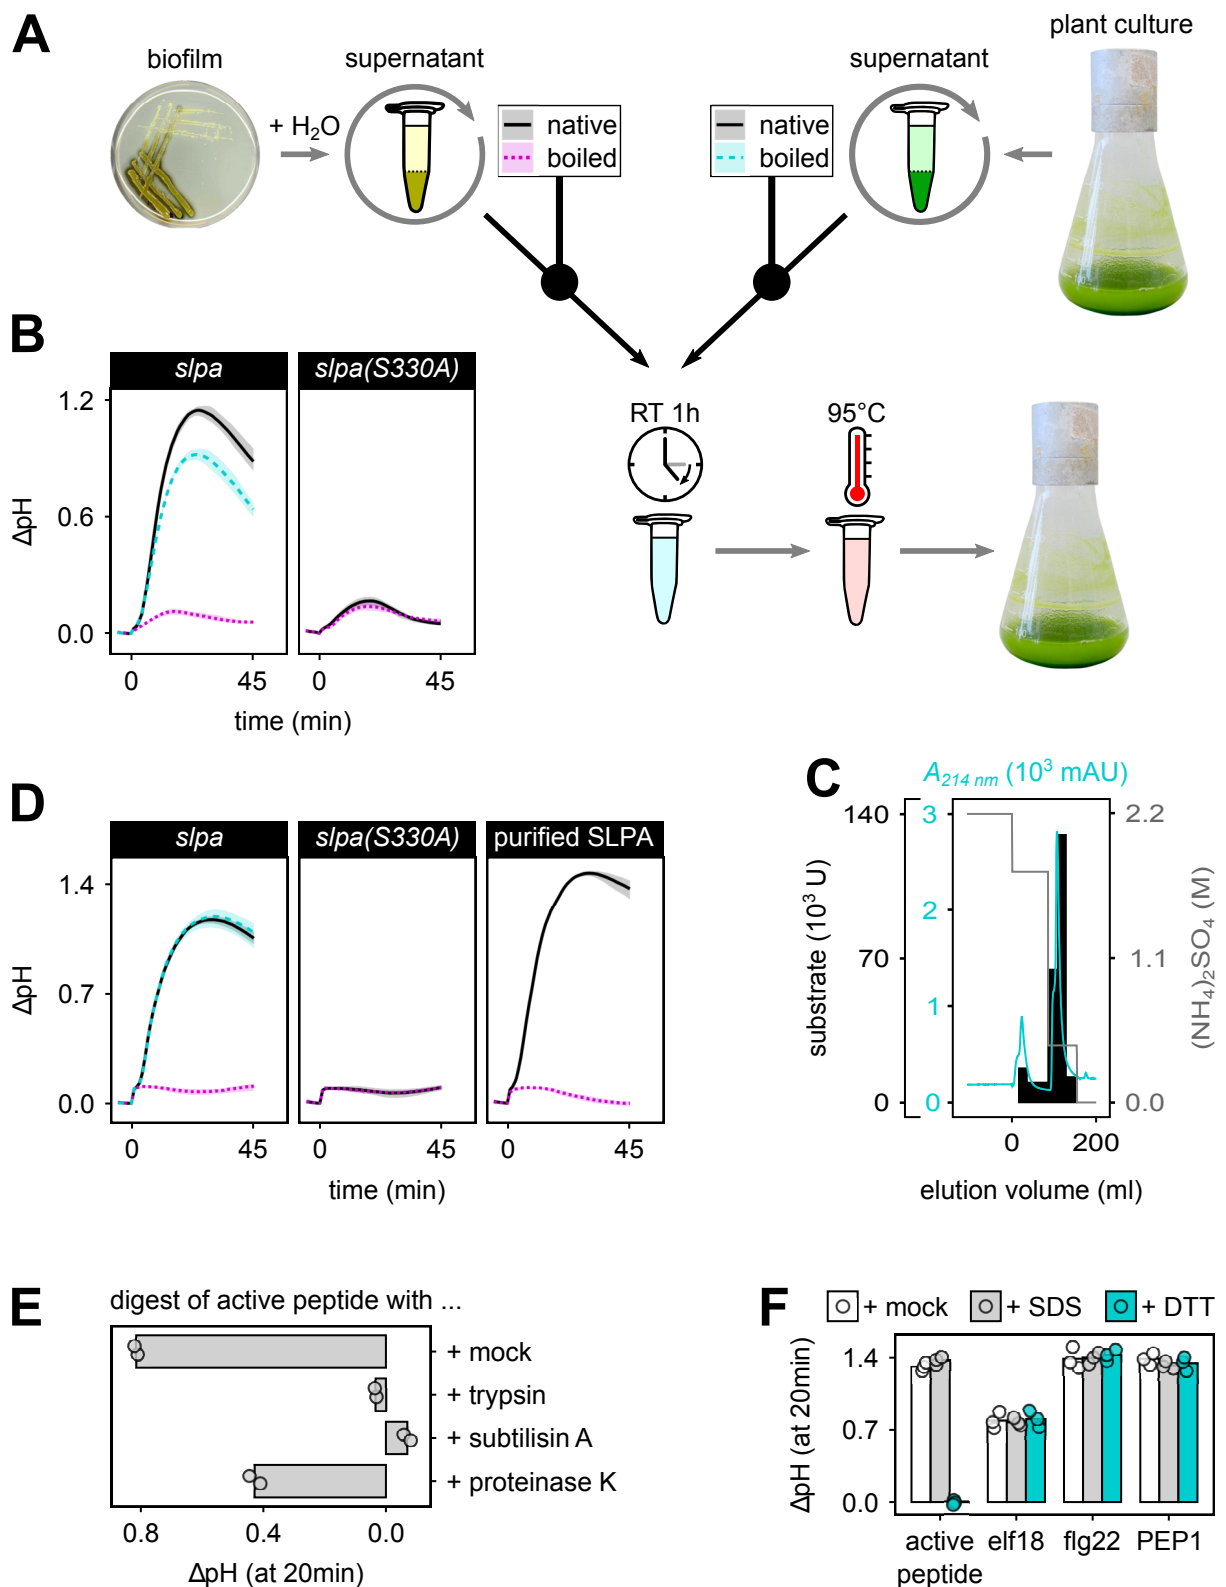 A
biofilm
+ H₂O
supernatant
native
boiled
native
boiled
supernatant
plant culture
B
slpa
slpa(S330A)
1.2
0.6
0.0
ΔpH
0
45
0
45
time (min)
RT 1h
95°C
C
A214 nm (10³ mAU)
140
70
0
3
2
1
0
2.2
1.1
0.0
substrate (10³ U)
(NH₄)₂SO₄ (M)
0
200
elution volume (ml)
D
slpa
slpa(S330A)
purified SLPA
1.4
0.7
0.0
ΔpH
0
45
0
45
0
45
time (min)
E
digest of active peptide with ...
+ mock
+ trypsin
+ subtilisin A
+ proteinase K
0.8
0.4
0.0
ΔpH (at 20min)
F
+ mock
+ SDS
+ DTT
1.4
0.7
0.0
ΔpH (at 20min)
active
peptide
elf18
flg22
PEP1